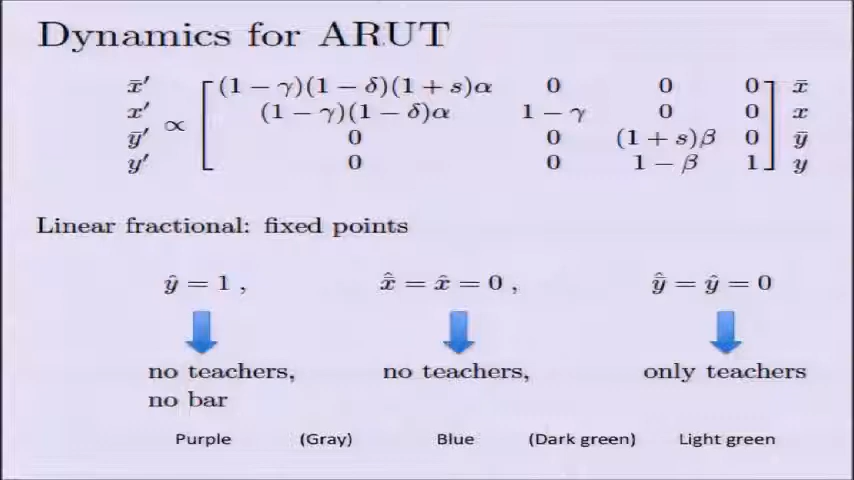 Dynamics for ARUT
x̄′ (1 − γ)(1 − δ)(1 + s)α 0 0 0 x̄
x′ (1 − γ)(1 − δ)α 1 − γ 0 0 x
∝
ȳ′ 0 0 (1 + s)β 0 ȳ
y′ 0 0 1 − β 1 y
Linear fractional: fixed points
ŷ = 1 , x̄̂ = x̂ = 0 , ȳ̂ = ŷ = 0
no teachers, no teachers, only teachers
no bar
Purple (Gray) Blue (Dark green) Light green